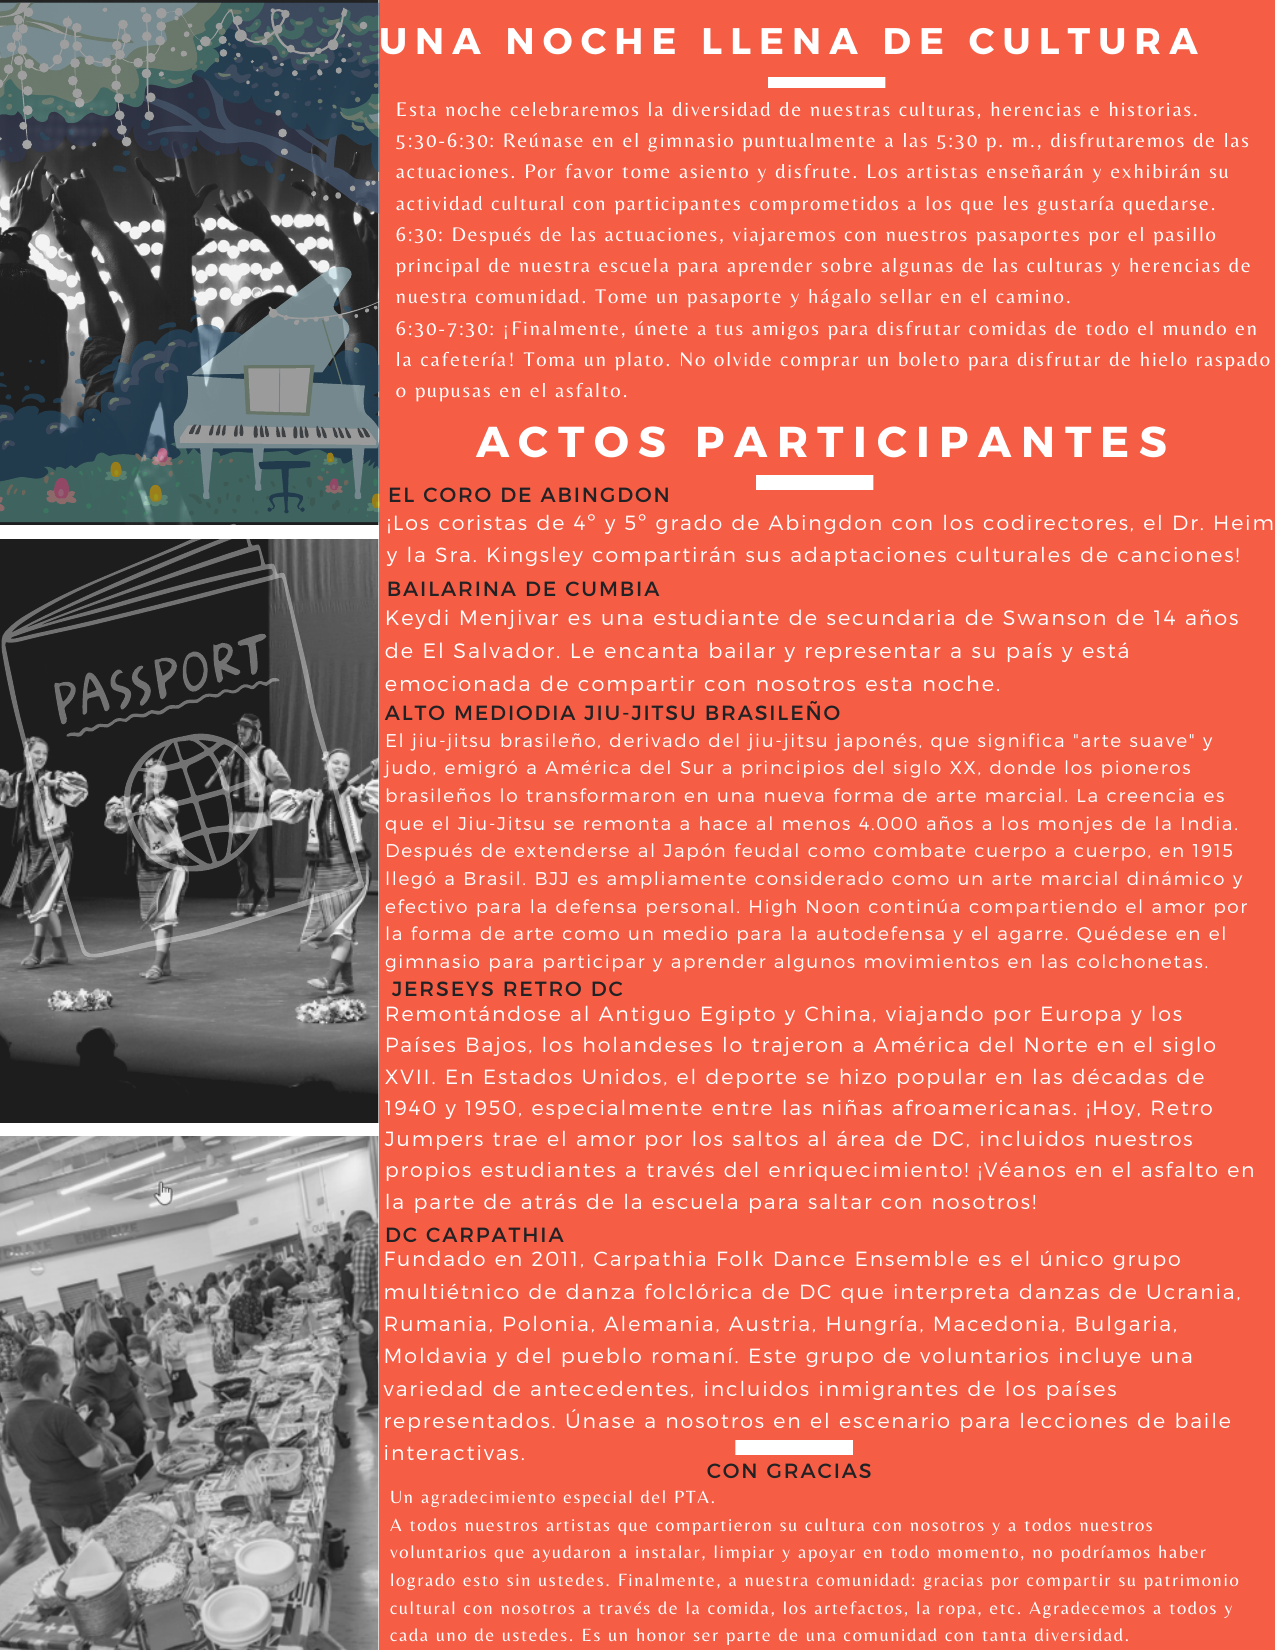 UNA NOCHE LLENA DE CULTURA
Esta noche celebraremos la diversidad de nuestras culturas, herencias e historias.
5:30-6:30: Reúnase en el gimnasio puntualmente a las 5:30 p. m., disfrutaremos de las
actuaciones. Por favor tome asiento y disfrute. Los artistas enseñarán y exhibirán su
actividad cultural con participantes comprometidos a los que les gustaría quedarse.
6:30: Después de las actuaciones, viajaremos con nuestros pasaportes por el pasillo
principal de nuestra escuela para aprender sobre algunas de las culturas y herencias de
nuestra comunidad. Tome un pasaporte y hágalo sellar en el camino.
6:30-7:30: ¡Finalmente, únete a tus amigos para disfrutar comidas de todo el mundo en
la cafetería! Toma un plato. No olvide comprar un boleto para disfrutar de hielo raspado
o pupusas en el asfalto.
ACTOS PARTICIPANTES
EL CORO DE ABINGDON
¡Los coristas de 4º y 5º grado de Abingdon con los codirectores, el Dr. Heim
y la Sra. Kingsley compartirán sus adaptaciones culturales de canciones!
BAILARINA DE CUMBIA
Keydi Menjivar es una estudiante de secundaria de Swanson de 14 años
de El Salvador. Le encanta bailar y representar a su país y está
emocionada de compartir con nosotros esta noche.
ALTO MEDIODIA JIU-JITSU BRASILEÑO
El jiu-jitsu brasileño, derivado del jiu-jitsu japonés, que significa "arte suave" y
judo, emigró a América del Sur a principios del siglo XX, donde los pioneros
brasileños lo transformaron en una nueva forma de arte marcial. La creencia es
que el Jiu-Jitsu se remonta a hace al menos 4.000 años a los monjes de la India.
Después de extenderse al Japón feudal como combate cuerpo a cuerpo, en 1915
llegó a Brasil. BJJ es ampliamente considerado como un arte marcial dinámico y
efectivo para la defensa personal. High Noon continúa compartiendo el amor por
la forma de arte como un medio para la autodefensa y el agarre. Quédese en el
gimnasio para participar y aprender algunos movimientos en las colchonetas.
JERSEYS RETRO DC
Remontándose al Antiguo Egipto y China, viajando por Europa y los
Países Bajos, los holandeses lo trajeron a América del Norte en el siglo
XVII. En Estados Unidos, el deporte se hizo popular en las décadas de
1940 y 1950, especialmente entre las niñas afroamericanas. ¡Hoy, Retro
Jumpers trae el amor por los saltos al área de DC, incluidos nuestros
propios estudiantes a través del enriquecimiento! ¡Véanos en el asfalto en
la parte de atrás de la escuela para saltar con nosotros!
DC CARPATHIA
Fundado en 2011, Carpathia Folk Dance Ensemble es el único grupo
multiétnico de danza folclórica de DC que interpreta danzas de Ucrania,
Rumania, Polonia, Alemania, Austria, Hungría, Macedonia, Bulgaria,
Moldavia y del pueblo romaní. Este grupo de voluntarios incluye una
variedad de antecedentes, incluidos inmigrantes de los países
representados. Únase a nosotros en el escenario para lecciones de baile
interactivas.
CON GRACIAS
Un agradecimiento especial del PTA.
A todos nuestros artistas que compartieron su cultura con nosotros y a todos nuestros
voluntarios que ayudaron a instalar, limpiar y apoyar en todo momento, no podríamos haber
logrado esto sin ustedes. Finalmente, a nuestra comunidad: gracias por compartir su patrimonio
cultural con nosotros a través de la comida, los artefactos, la ropa, etc. Agradecemos a todos y
cada uno de ustedes. Es un honor ser parte de una comunidad con tanta diversidad.
PASSPORT